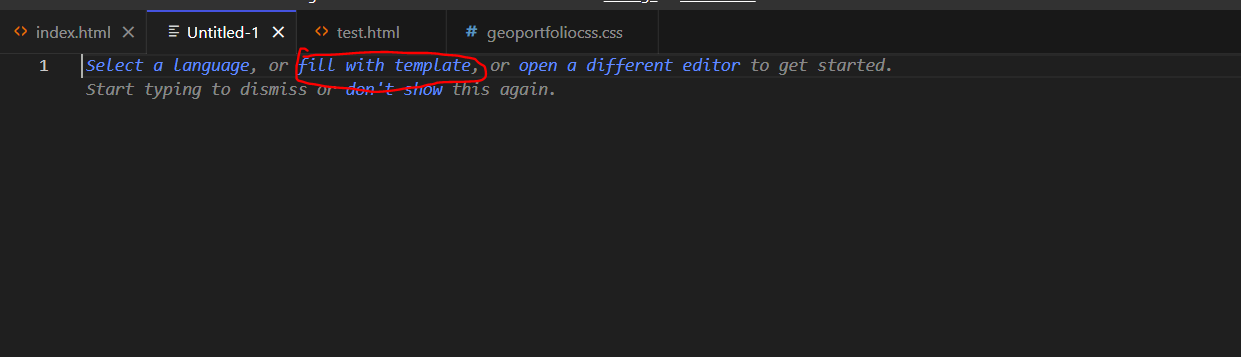 index.html Untitled-1 test.html # geoportfoliocss.css
1 Select a language, or fill with template, or open a different editor to get started.
Start typing to dismiss or don't show this again.